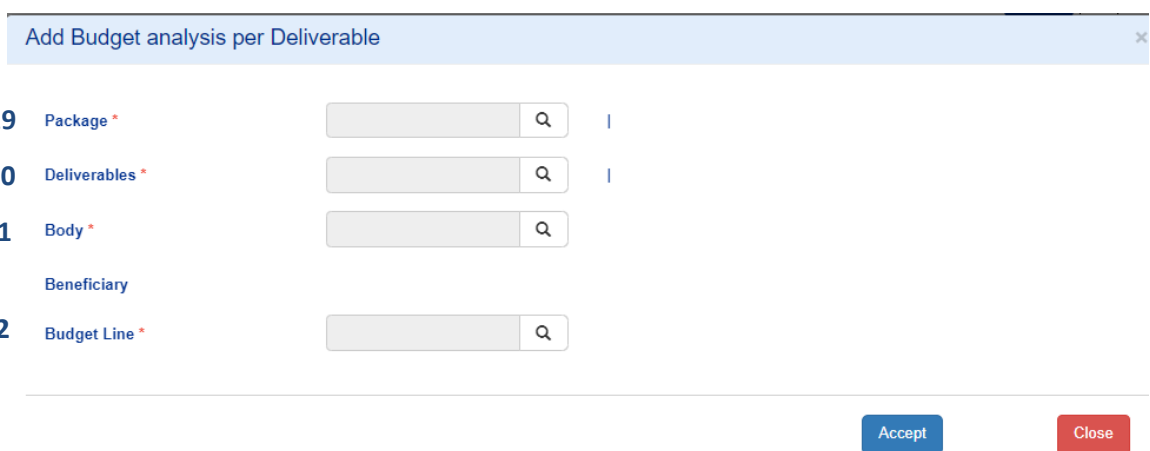 Add Budget analysis per Deliverable ×
9 Package * |
0 Deliverables * |
1 Body *
Beneficiary
2 Budget Line *
Accept Close